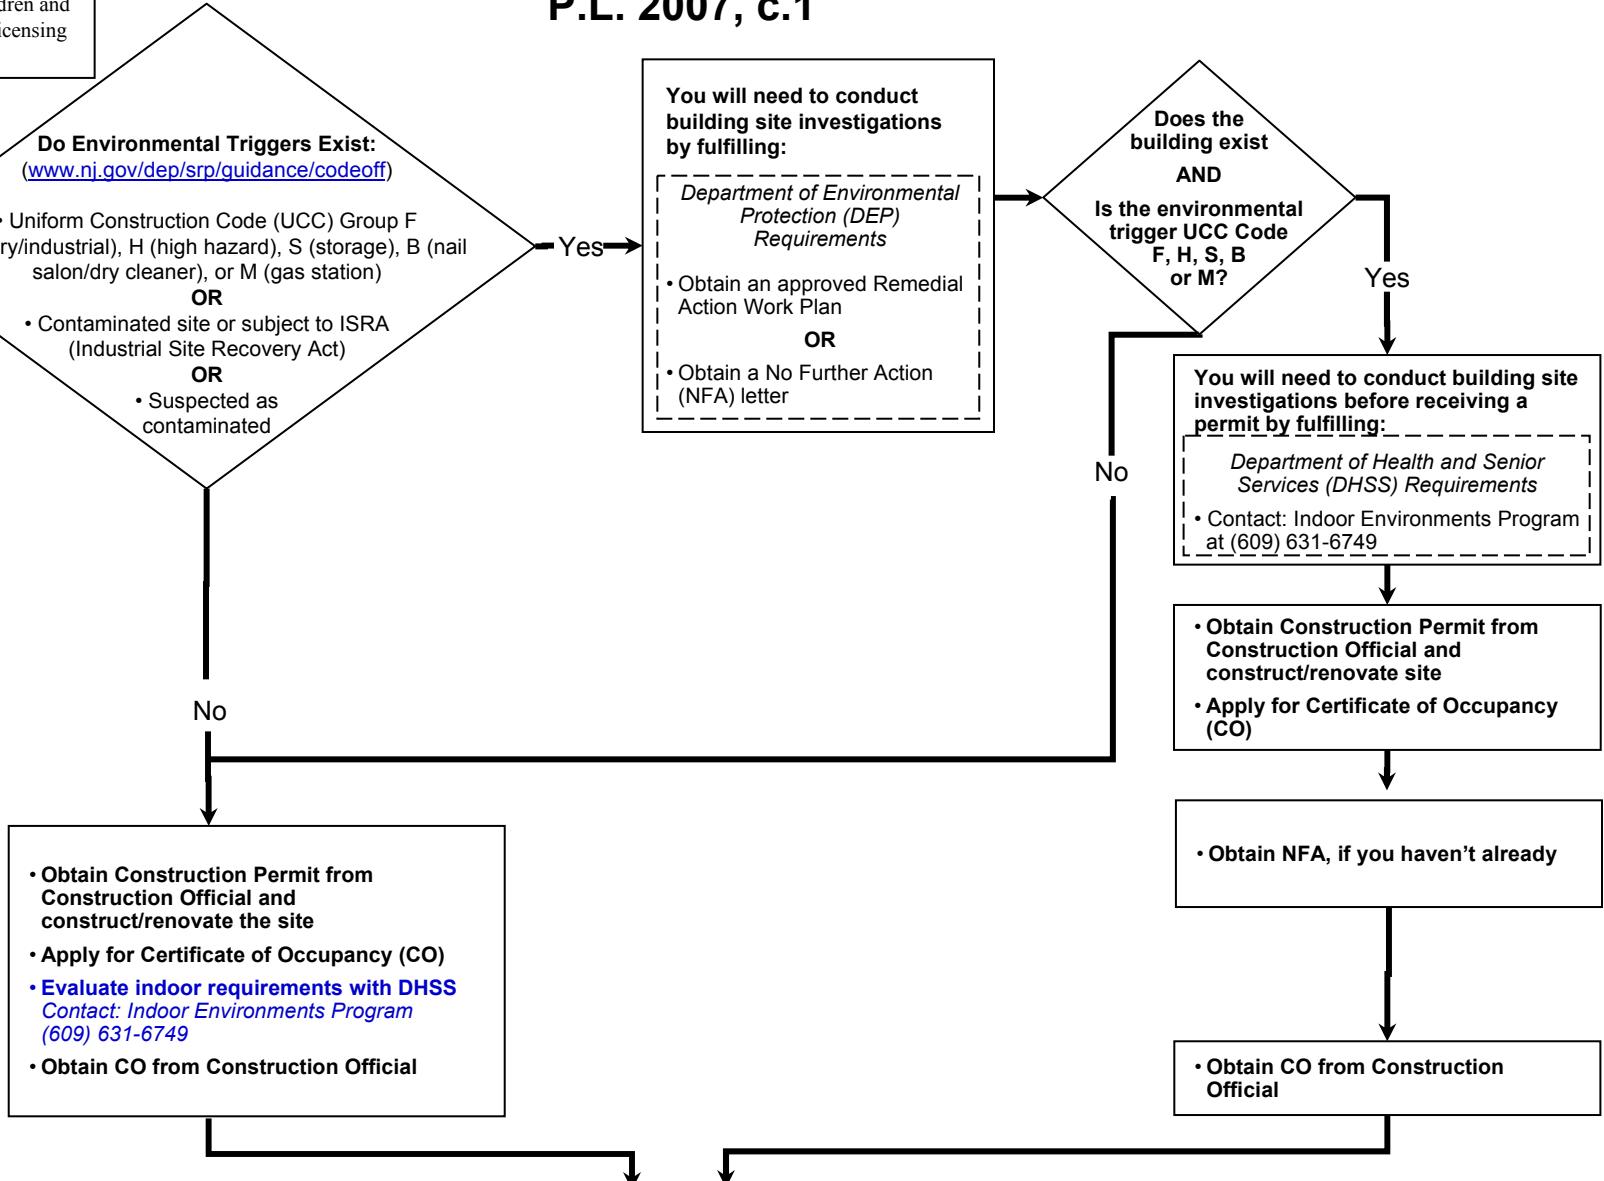 dren and
icensing
P.L. 2007, c.1
Do Environmental Triggers Exist:
(www.nj.gov/dep/srp/guidance/codeoff)
• Uniform Construction Code (UCC) Group F
ry/industrial), H (high hazard), S (storage), B (nail
salon/dry cleaner), or M (gas station)
OR
• Contaminated site or subject to ISRA
(Industrial Site Recovery Act)
OR
• Suspected as
contaminated
Yes
No
You will need to conduct
building site investigations
by fulfilling:
Department of Environmental
Protection (DEP)
Requirements
• Obtain an approved Remedial
Action Work Plan
OR
• Obtain a No Further Action
(NFA) letter
Does the
building exist
AND
Is the environmental
trigger UCC Code
F, H, S, B
or M?
Yes
No
You will need to conduct building site
investigations before receiving a
permit by fulfilling:
Department of Health and Senior
Services (DHSS) Requirements
• Contact: Indoor Environments Program
at (609) 631-6749
• Obtain Construction Permit from
Construction Official and
construct/renovate site
• Apply for Certificate of Occupancy
(CO)
• Obtain NFA, if you haven’t already
• Obtain CO from Construction
Official
• Obtain Construction Permit from
Construction Official and
construct/renovate the site
• Apply for Certificate of Occupancy (CO)
• Evaluate indoor requirements with DHSS
Contact: Indoor Environments Program
(609) 631-6749
• Obtain CO from Construction Official